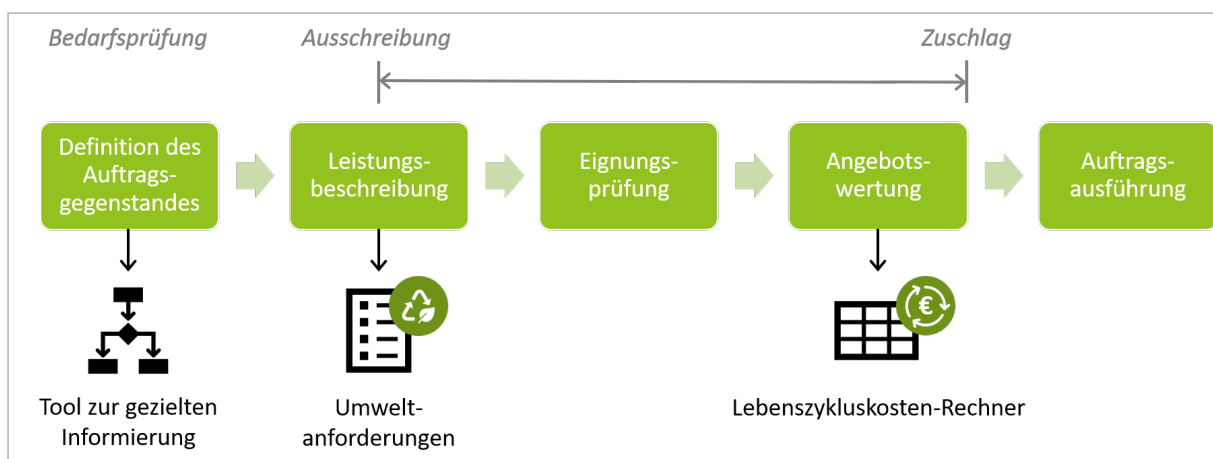 Bedarfsprüfung
Ausschreibung
Zuschlag
Definition des
Auftrags-
gegenstandes
Leistungs-
beschreibung
Eignungs-
prüfung
Angebots-
wertung
Auftrags-
ausführung
€
Tool zur gezielten
Informierung
Umwelt-
anforderungen
Lebenszykluskosten-Rechner